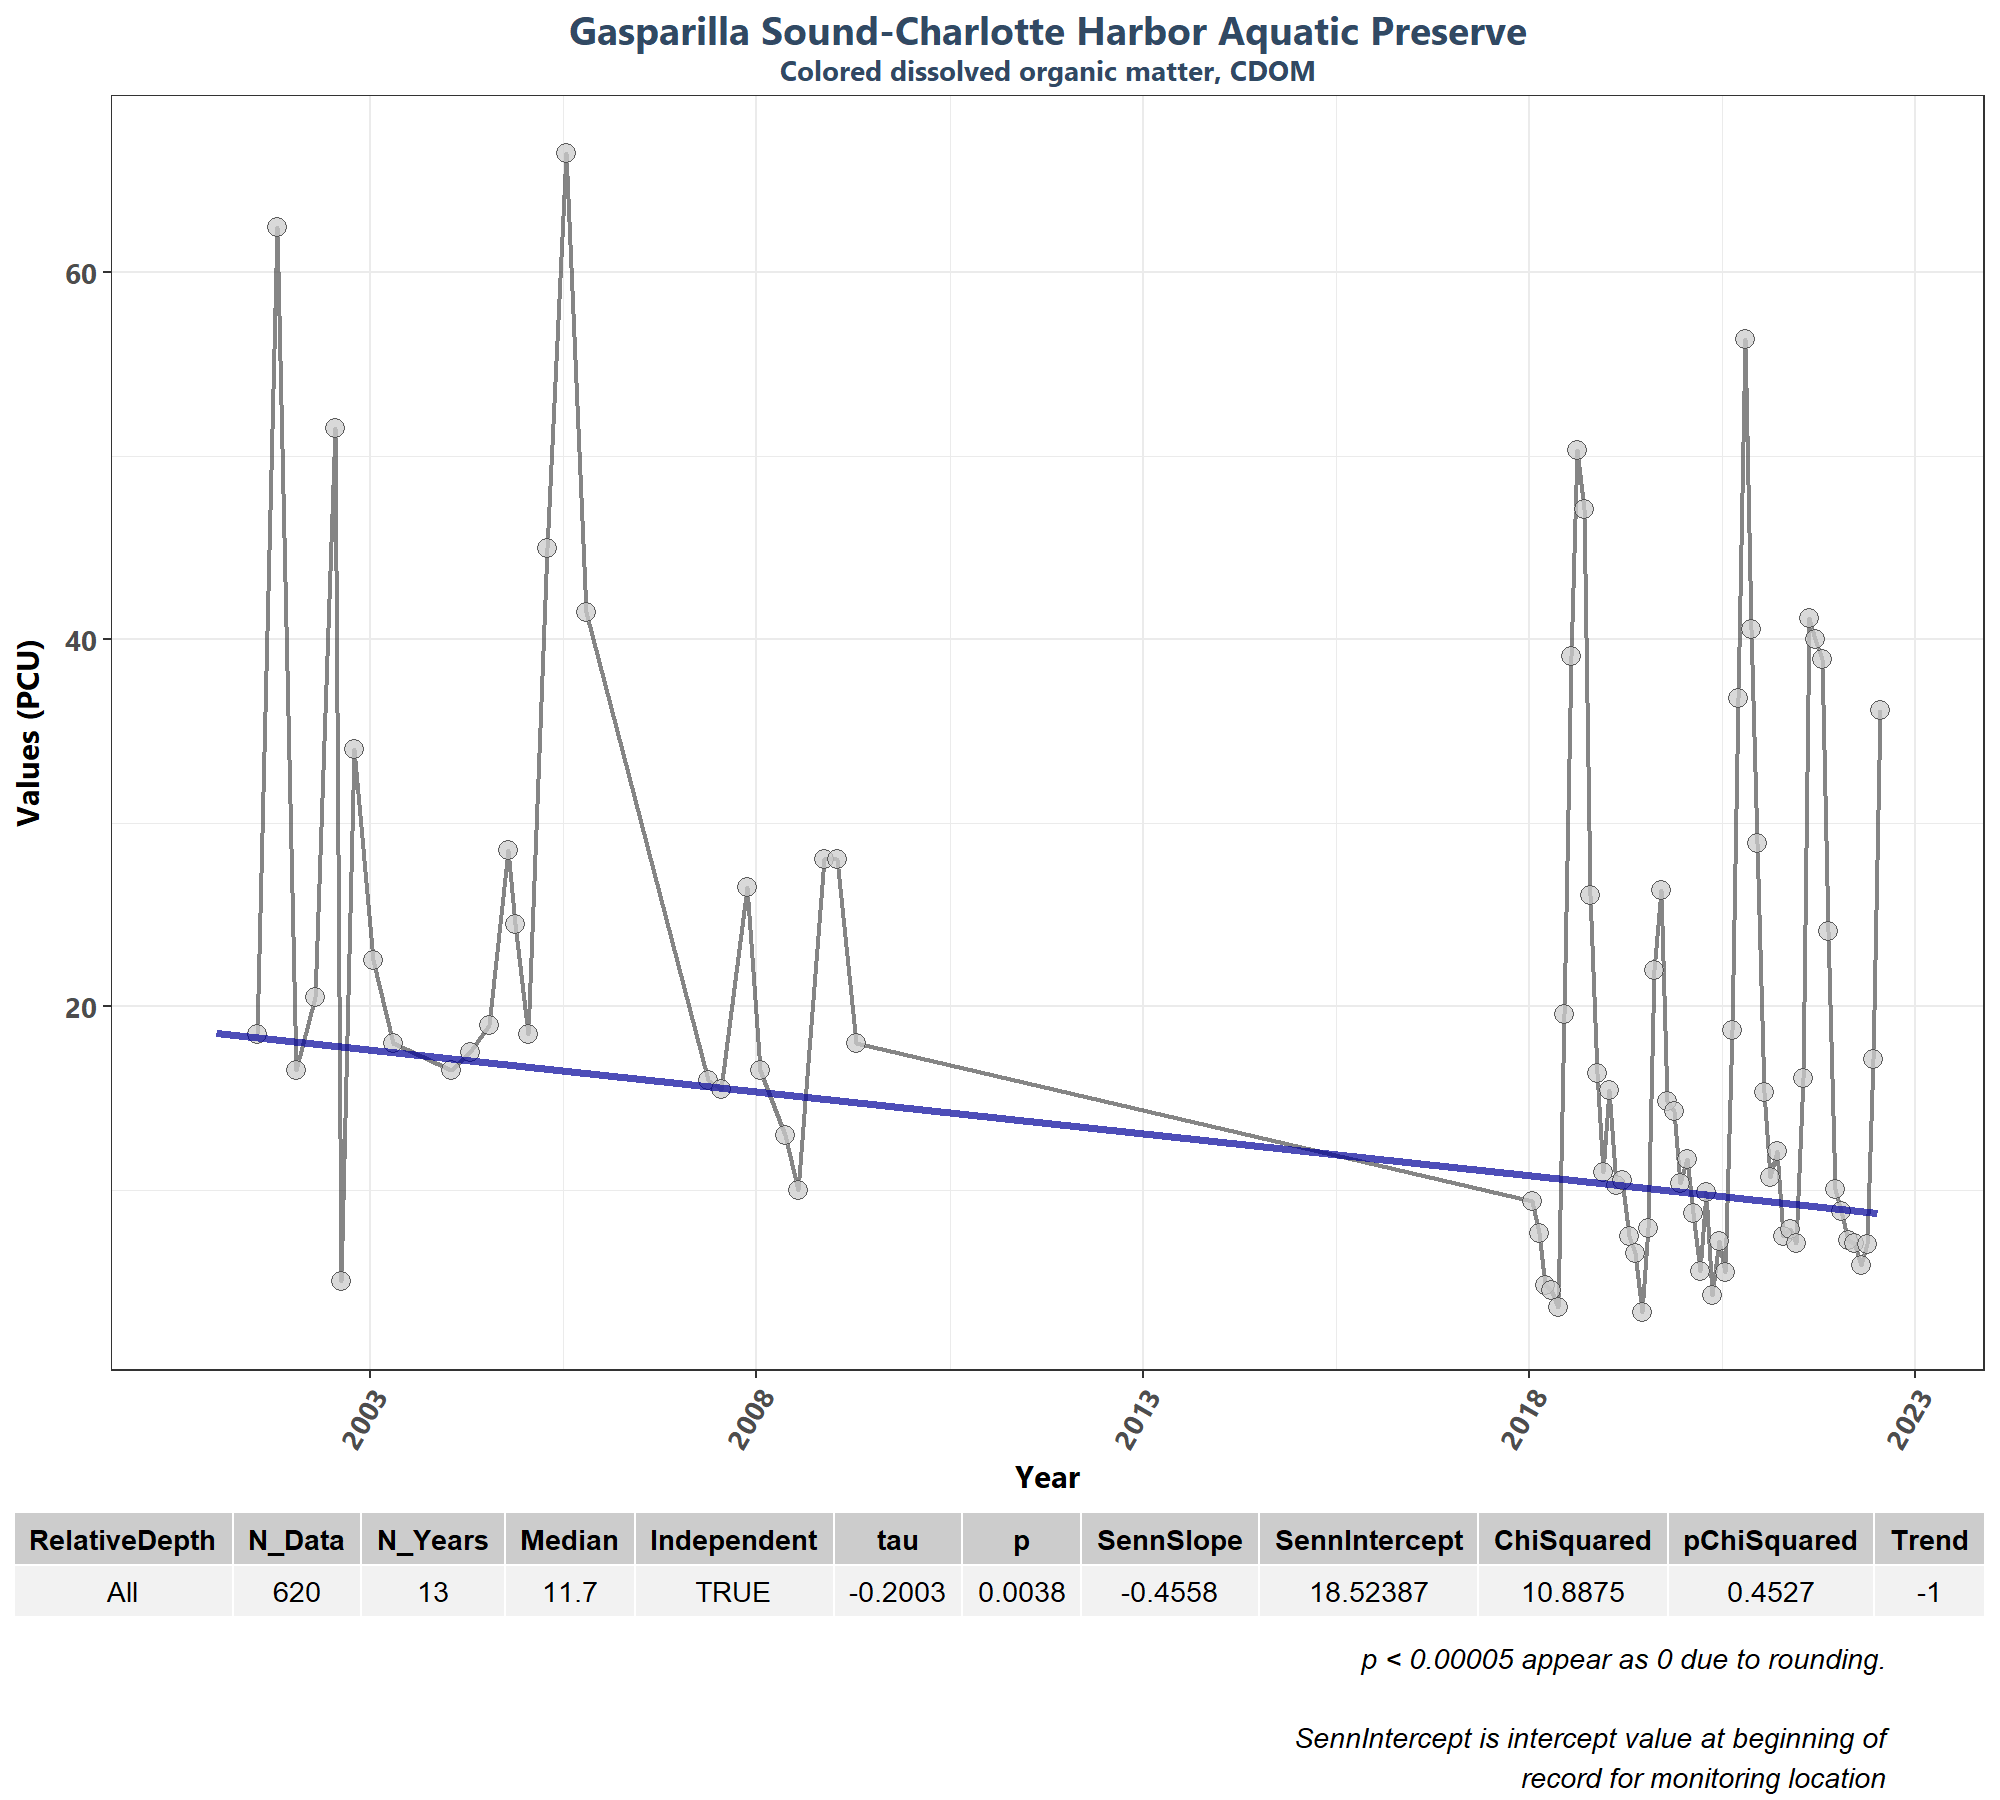 Gasparilla Sound-Charlotte Harbor Aquatic Preserve
Colored dissolved organic matter, CDOM
Values (PCU)
60
40
20
2003 2008 2013 2018 2023
Year
RelativeDepth N_Data N_Years Median Independent tau p SennSlope SennIntercept ChiSquared pChiSquared Trend
All 620 13 11.7 TRUE -0.2003 0.0038 -0.4558 18.52387 10.8875 0.4527 -1
p < 0.00005 appear as 0 due to rounding.
SennIntercept is intercept value at beginning of
record for monitoring location